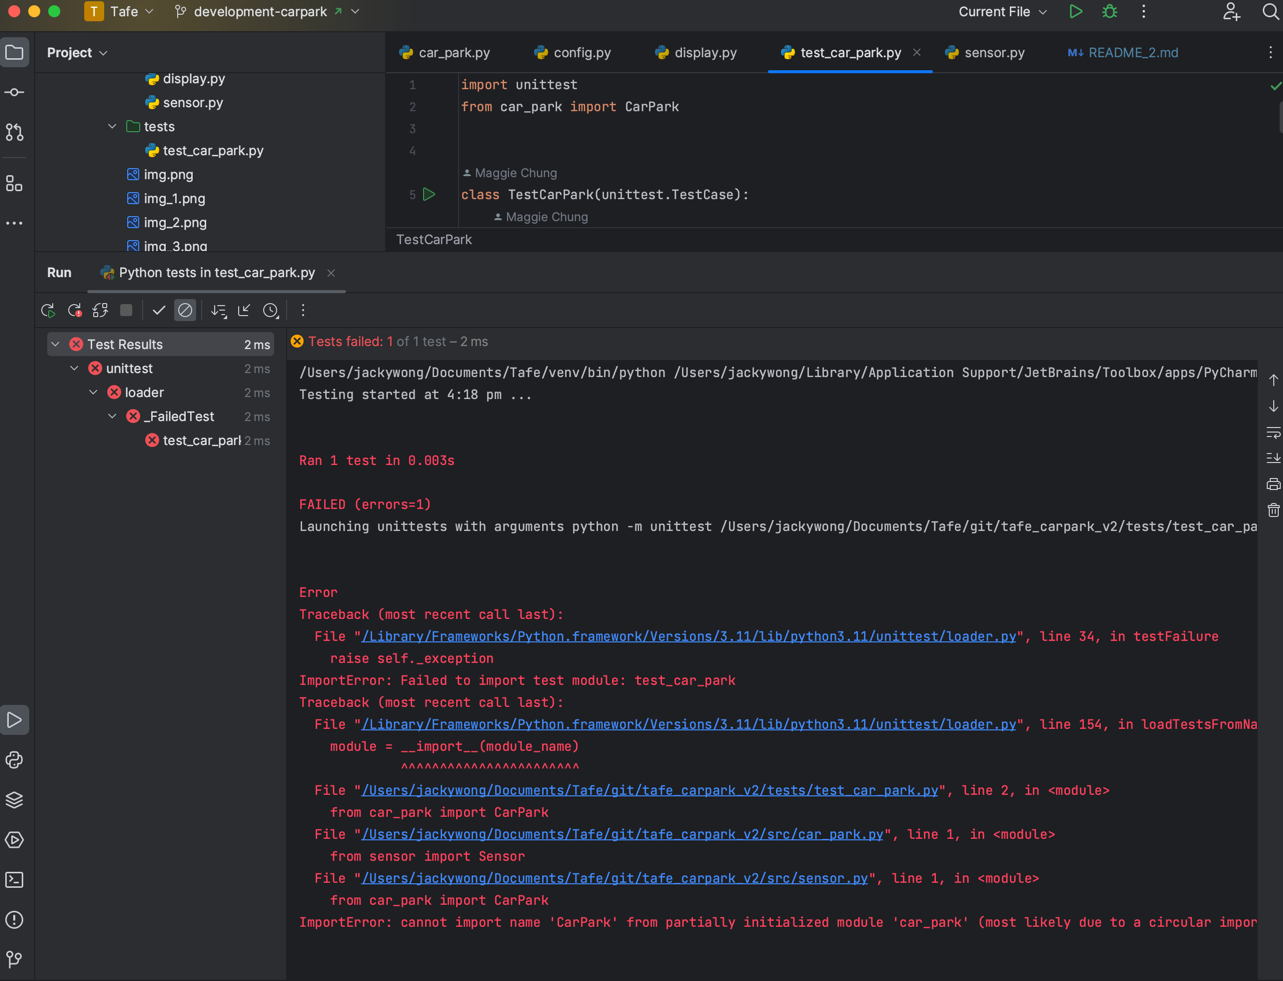 T Tafe development-carpark Current File
Project
car_park.py config.py display.py test_car_park.py sensor.py M↓ README_2.md
display.py
sensor.py
tests
test_car_park.py
img.png
img_1.png
img_2.png
img_3.png
1 import unittest
2 from car_park import CarPark
3
4
Maggie Chung
5 class TestCarPark(unittest.TestCase):
Maggie Chung
TestCarPark
Run Python tests in test_car_park.py
Test Results 2 ms
unittest 2 ms
loader 2 ms
_FailedTest 2 ms
test_car_park 2 ms
Tests failed: 1 of 1 test – 2 ms
/Users/jackywong/Documents/Tafe/venv/bin/python /Users/jackywong/Library/Application Support/JetBrains/Toolbox/apps/PyCharm
Testing started at 4:18 pm ...
Ran 1 test in 0.003s
FAILED (errors=1)
Launching unittests with arguments python -m unittest /Users/jackywong/Documents/Tafe/git/tafe_carpark_v2/tests/test_car_pa
Error
Traceback (most recent call last):
File "/Library/Frameworks/Python.framework/Versions/3.11/lib/python3.11/unittest/loader.py", line 34, in testFailure
raise self._exception
ImportError: Failed to import test module: test_car_park
Traceback (most recent call last):
File "/Library/Frameworks/Python.framework/Versions/3.11/lib/python3.11/unittest/loader.py", line 154, in loadTestsFromNa
module = __import__(module_name)
^^^^^^^^^^^^^^^^^^^^^^^
File "/Users/jackywong/Documents/Tafe/git/tafe_carpark_v2/tests/test_car_park.py", line 2, in <module>
from car_park import CarPark
File "/Users/jackywong/Documents/Tafe/git/tafe_carpark_v2/src/car_park.py", line 1, in <module>
from sensor import Sensor
File "/Users/jackywong/Documents/Tafe/git/tafe_carpark_v2/src/sensor.py", line 1, in <module>
from car_park import CarPark
ImportError: cannot import name 'CarPark' from partially initialized module 'car_park' (most likely due to a circular impor